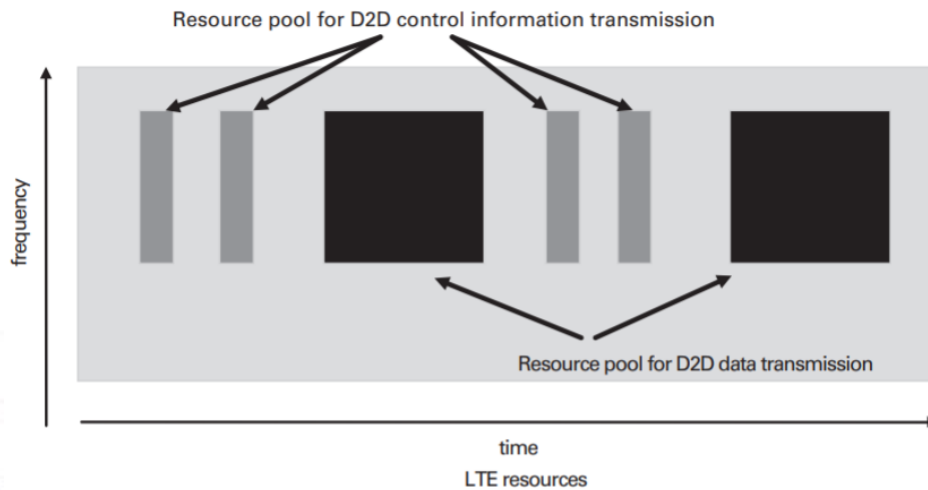 Resource pool for D2D control information transmission
frequency
Resource pool for D2D data transmission
time
LTE resources